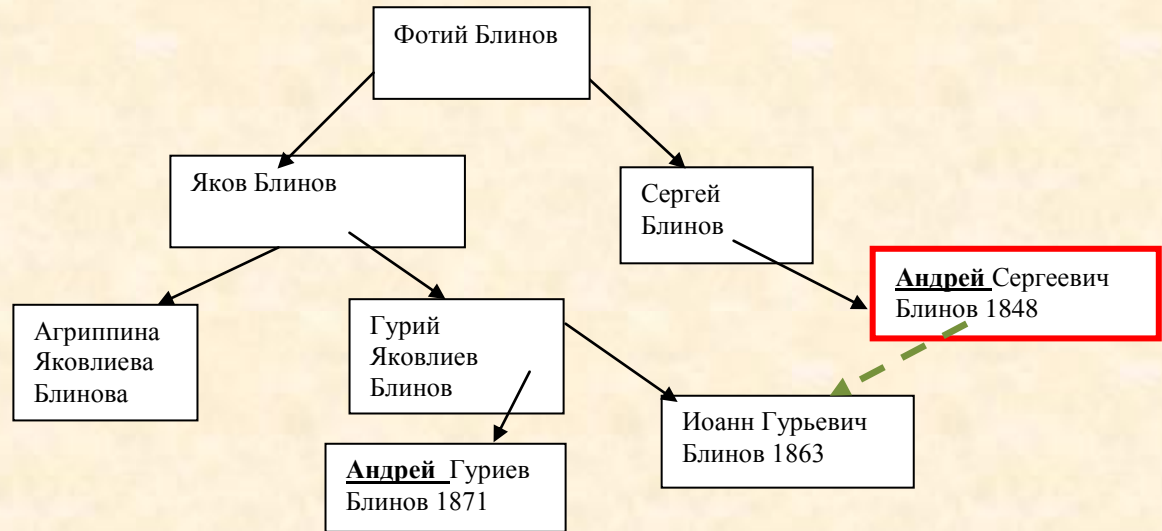 Фотий Блинов
Яков Блинов
Сергей
Блинов
Андрей Сергеевич
Блинов 1848
Агриппина
Яковлиева
Блинова
Гурий
Яковлиев
Блинов
Иоанн Гурьевич
Блинов 1863
Андрей Гуриев
Блинов 1871